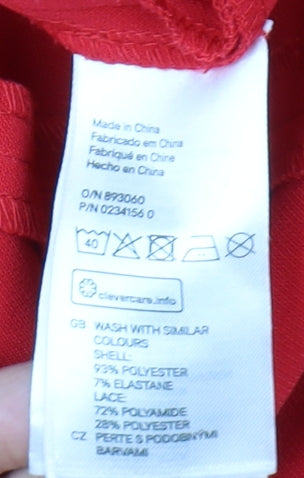 Made in China
Fabricado em China
Fabriqué en Chine
Hecho en China
O/N 893060
P/N 0234156 0
40
clevercare.info
GB WASH WITH SIMILAR
COLOURS
SHELL:
93% POLYESTER
7% ELASTANE
LACE:
72% POLYAMIDE
28% POLYESTER
CZ PERTE S PODOBNÝMI
BARVAMI